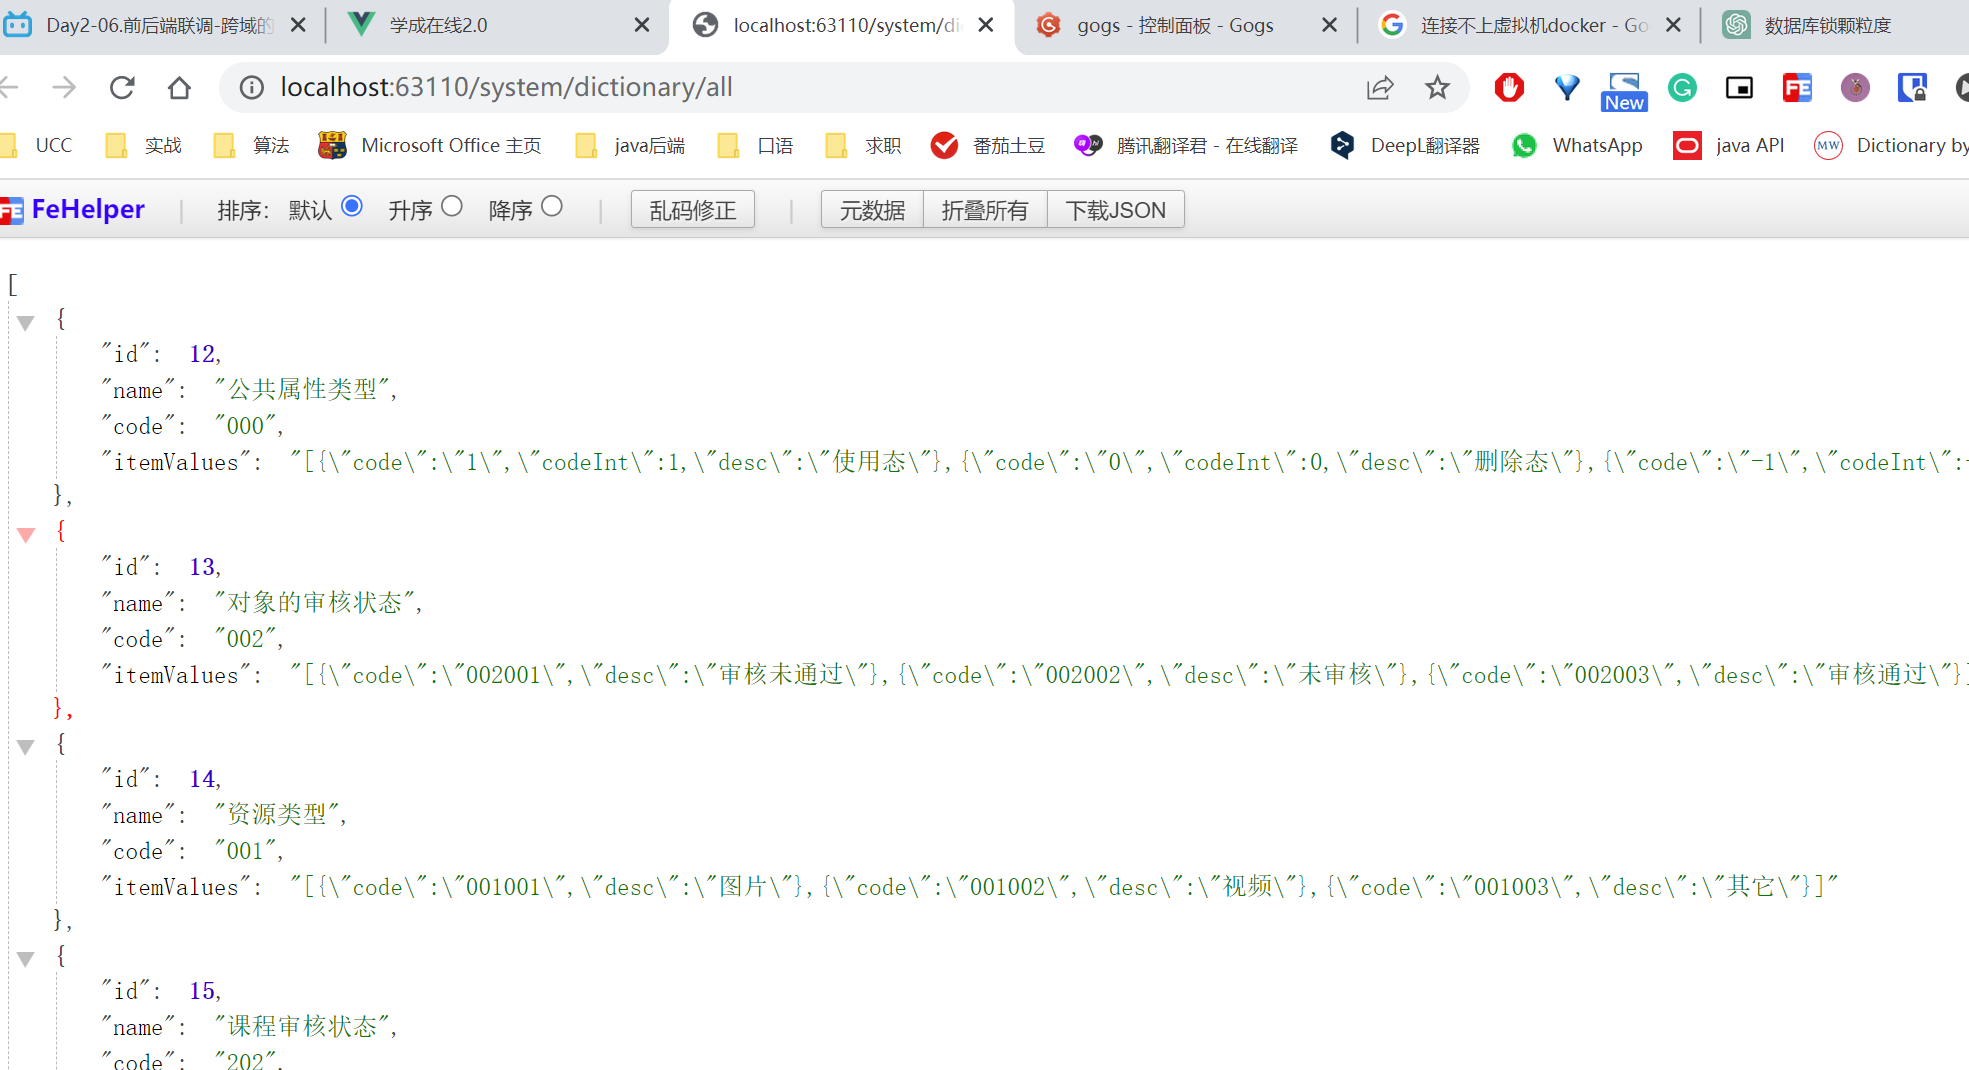 Day2-06.前后端联调-跨域的 学成在线2.0 localhost:63110/system/di gogs - 控制面板 - Gogs 连接不上虚拟机docker - Go 数据库锁颗粒度
localhost:63110/system/dictionary/all New
UCC 实战 算法 Microsoft Office 主页 java后端 口语 求职 番茄土豆 腾讯翻译君 - 在线翻译 DeepL翻译器 WhatsApp java API MW Dictionary by
FE FeHelper | 排序: 默认 升序 降序 | 乱码修正 | 元数据 折叠所有 下载JSON
[
{
"id": 12,
"name": "公共属性类型",
"code": "000",
"itemValues": "[{\"code\":\"1\",\"codeInt\":1,\"desc\":\"使用态\"},{\"code\":\"0\",\"codeInt\":0,\"desc\":\"删除态\"},{\"code\":\"-1\",\"codeInt\":-
},
{
"id": 13,
"name": "对象的审核状态",
"code": "002",
"itemValues": "[{\"code\":\"002001\",\"desc\":\"审核未通过\"},{\"code\":\"002002\",\"desc\":\"未审核\"},{\"code\":\"002003\",\"desc\":\"审核通过\"}]
},
{
"id": 14,
"name": "资源类型",
"code": "001",
"itemValues": "[{\"code\":\"001001\",\"desc\":\"图片\"},{\"code\":\"001002\",\"desc\":\"视频\"},{\"code\":\"001003\",\"desc\":\"其它\"}]"
},
{
"id": 15,
"name": "课程审核状态",
"code": "202",